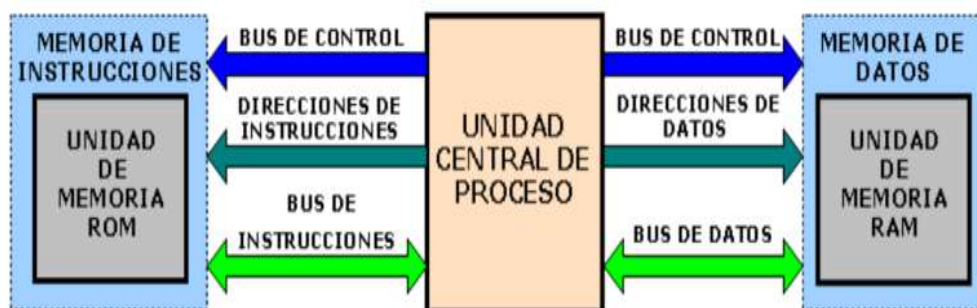 MEMORIA DE
INSTRUCCIONES
UNIDAD
DE
MEMORIA
ROM
BUS DE CONTROL
DIRECCIONES DE
INSTRUCCIONES
BUS DE
INSTRUCCIONES
UNIDAD
CENTRAL DE
PROCESO
BUS DE CONTROL
DIRECCIONES DE
DATOS
BUS DE DATOS
MEMORIA DE
DATOS
UNIDAD
DE
MEMORIA
RAM